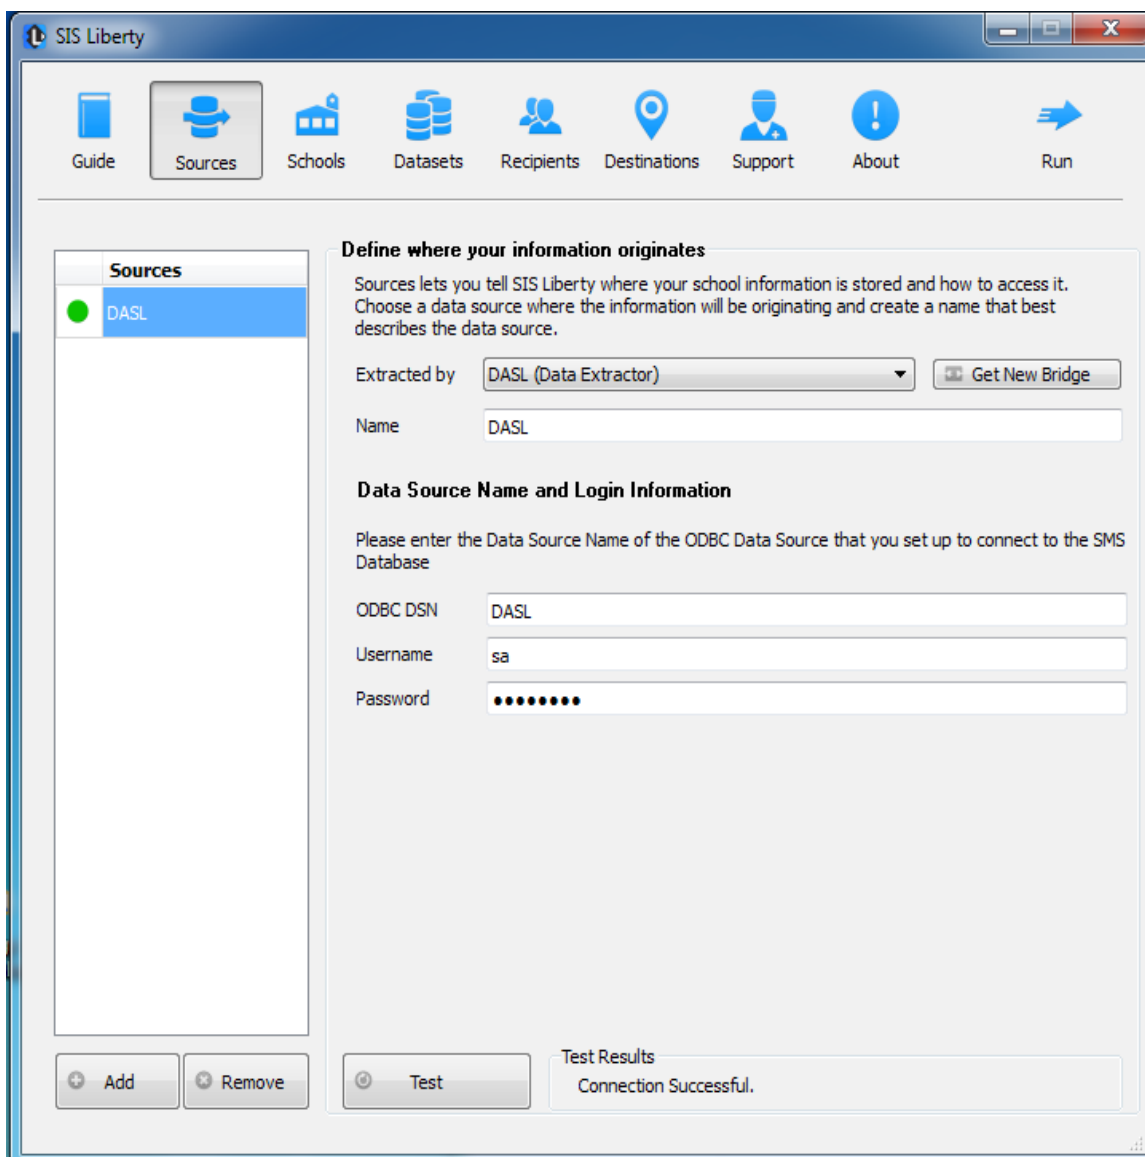 SIS Liberty
Guide
Sources
Schools
Datasets
Recipients
Destinations
Support
About
Run
Sources
DASL
Define where your information originates
Sources lets you tell SIS Liberty where your school information is stored and how to access it.
Choose a data source where the information will be originating and create a name that best
describes the data source.
Extracted by DASL (Data Extractor) Get New Bridge
Name DASL
Data Source Name and Login Information
Please enter the Data Source Name of the ODBC Data Source that you set up to connect to the SMS
Database
ODBC DSN DASL
Username sa
Password ••••••••
Add
Remove
Test
Test Results
Connection Successful.